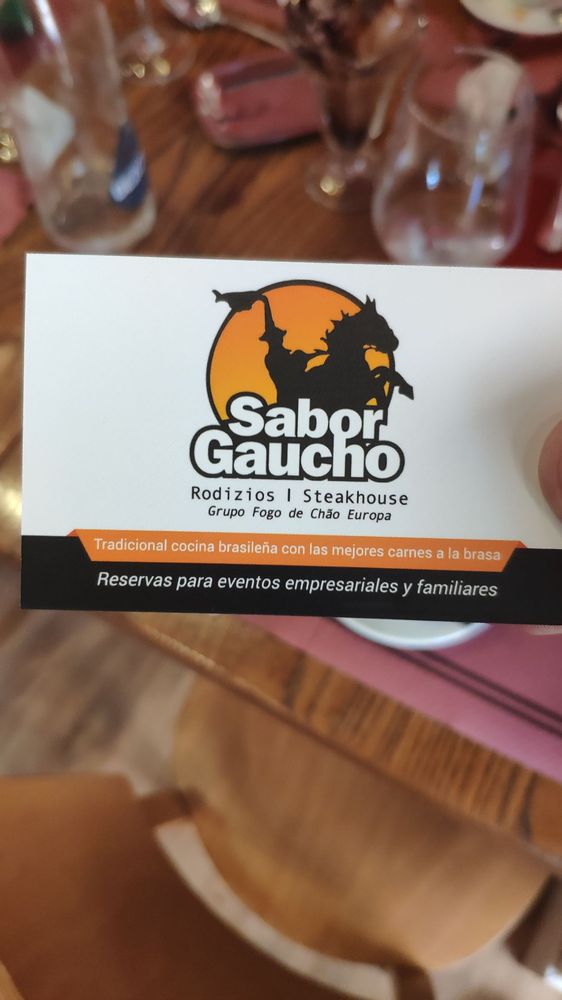 Sabor
Gaucho
Rodizios | Steakhouse
Grupo Fogo de Chão Europa
Tradicional cocina brasileña con las mejores carnes a la brasa
Reservas para eventos empresariales y familiares